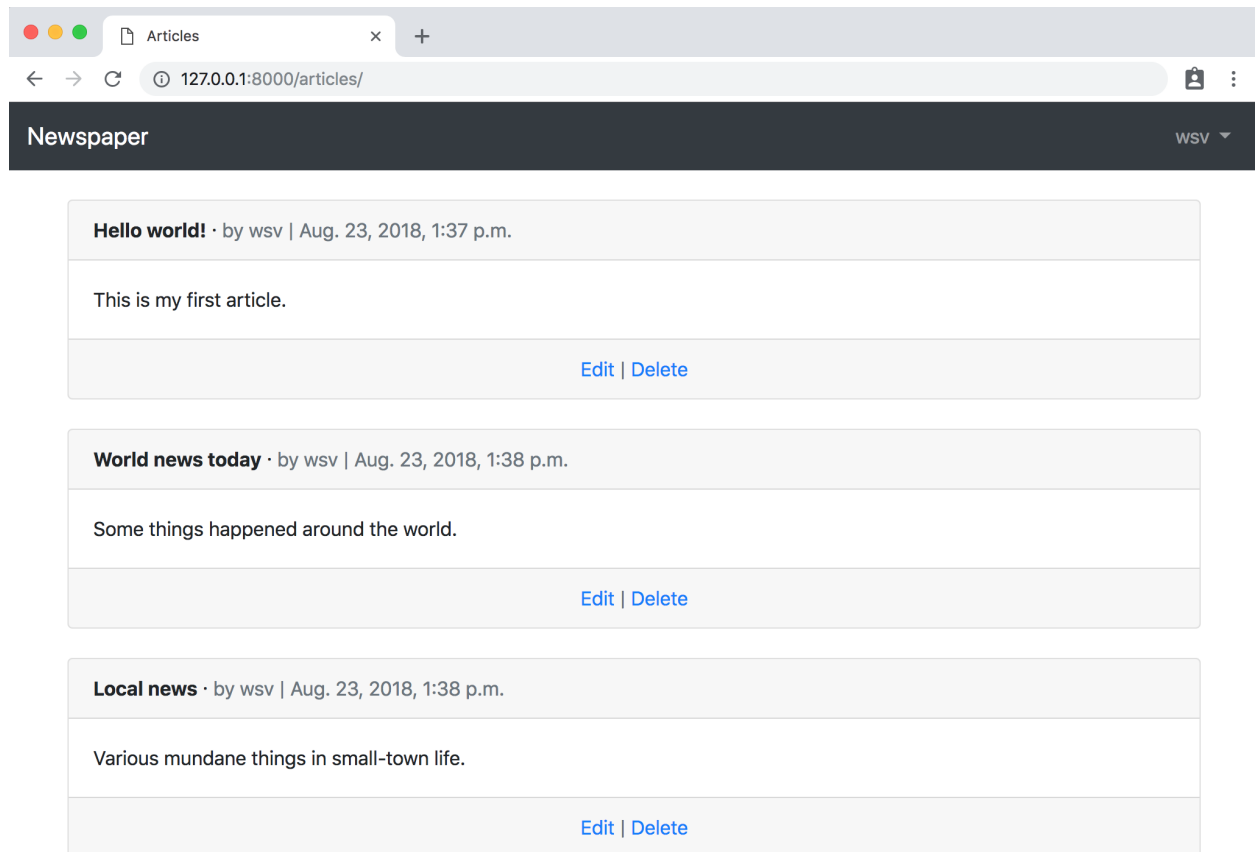 Articles
127.0.0.1:8000/articles/
Newspaper
wsv
Hello world! · by wsv | Aug. 23, 2018, 1:37 p.m.
This is my first article.
Edit | Delete
World news today · by wsv | Aug. 23, 2018, 1:38 p.m.
Some things happened around the world.
Edit | Delete
Local news · by wsv | Aug. 23, 2018, 1:38 p.m.
Various mundane things in small-town life.
Edit | Delete